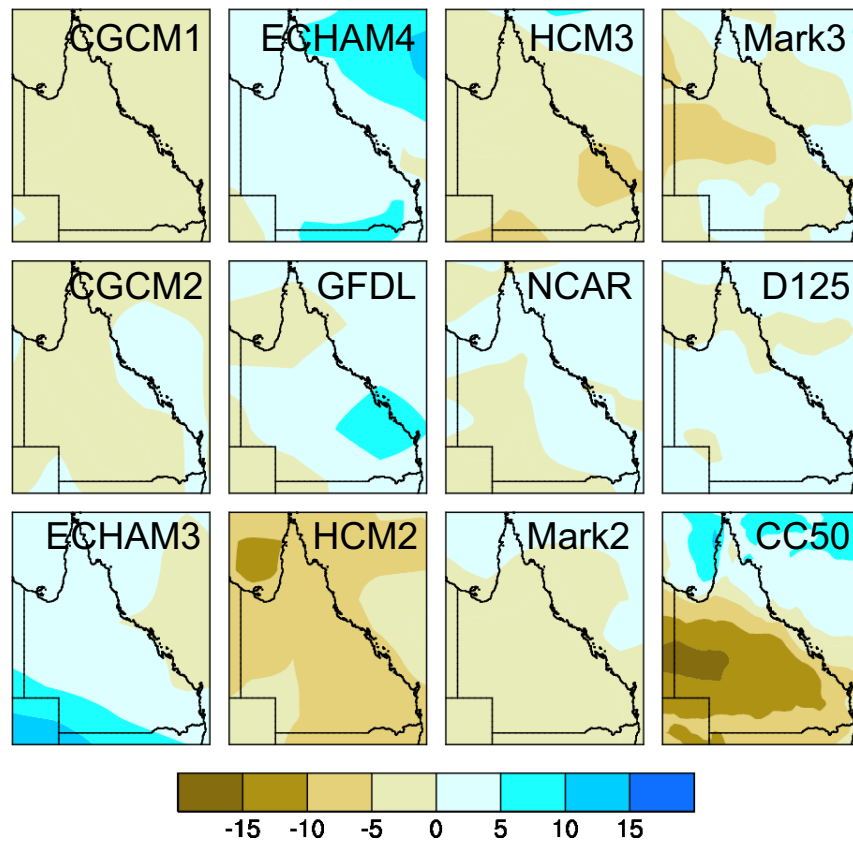 CGCM1 ECHAM4 HCM3 Mark3
CGCM2 GFDL NCAR D125
ECHAM3 HCM2 Mark2 CC50
-15 -10 -5 0 5 10 15